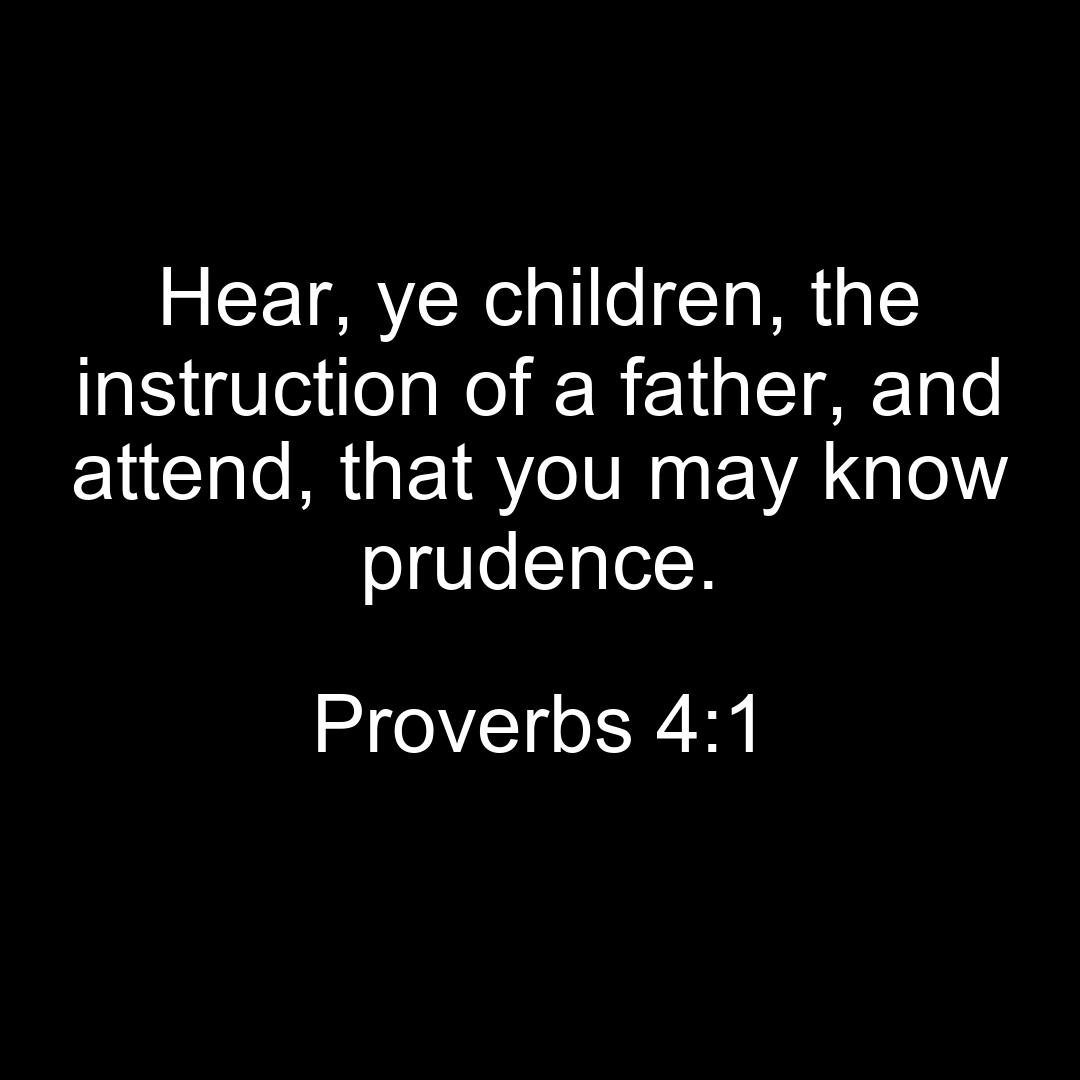 Hear, ye children, the
instruction of a father, and
attend, that you may know
prudence.
Proverbs 4:1